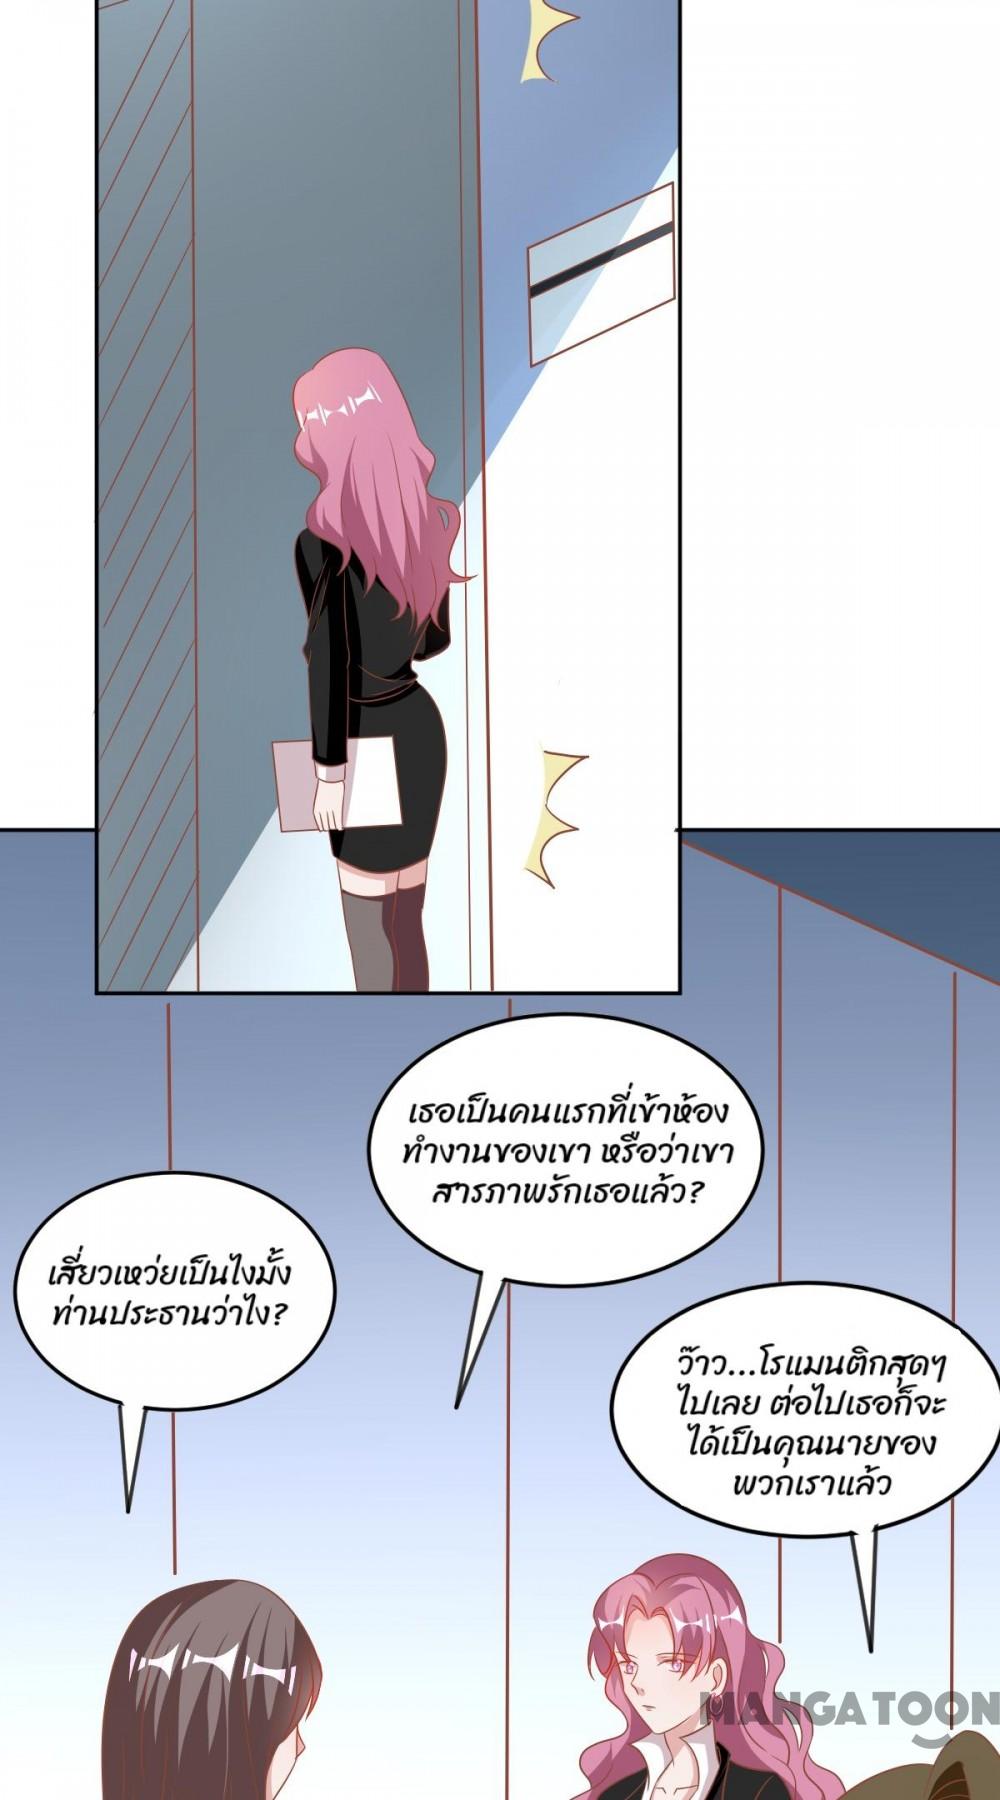 เธอเป็นคนแรกที่เข้าห้อง
ทำงานของเขา หรือว่าเขา
สารภาพรักเธอแล้ว?
เสี่ยวเหว่ยเป็นไงมั้ง
ท่านประธานว่าไง?
ว๊าว...โรแมนติกสุดๆ
ไปเลย ต่อไปเธอก็จะ
ได้เป็นคุณนายของ
พวกเราแล้ว
MANGATOON